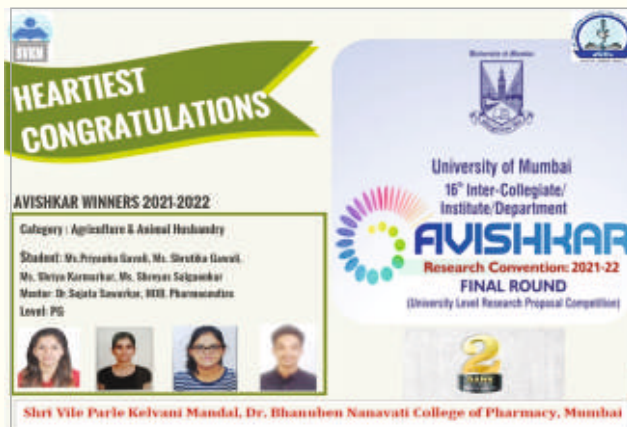 SVKM
HEARTIEST
CONGRATULATIONS
AVISHKAR WINNERS 2021-2022
Category : Agriculture & Animal Husbandry
Student: Ms. Priyanka Gavali, Ms. Shrutika Gawali,
Ms. Shriya Karmarkar, Ms. Shreyas Salgaonkar
Mentor: Dr. Sujata Sawarkar, HOD, Pharmaceutics
Level: PG
University of Mumbai
University of Mumbai
16th Inter-Collegiate/
Institute/Department
AVISHKAR
Research Convention: 2021-22
FINAL ROUND
(University Level Research Proposal Competition)
2
Shri Vile Parle Kelvani Mandal, Dr. Bhanuben Nanavati College of Pharmacy, Mumbai